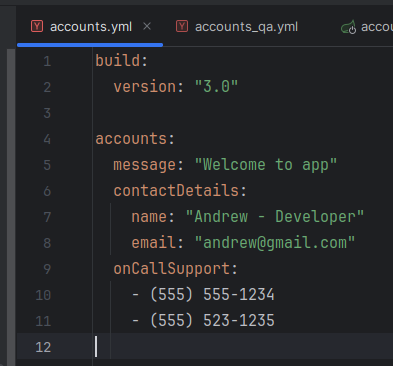 accounts.yml
accounts_qa.yml
accou
1 build:
2 version: "3.0"
3
4 accounts:
5 message: "Welcome to app"
6 contactDetails:
7 name: "Andrew - Developer"
8 email: "andrew@gmail.com"
9 onCallSupport:
10 - (555) 555-1234
11 - (555) 523-1235
12